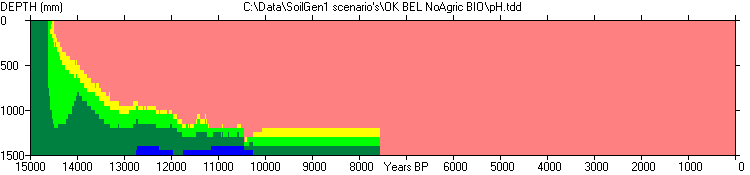 DEPTH (mm) C:\Data\SoilGen1 scenario's\OK BEL NoAgric BIO\pH.tdd
0
500
1000
1500
15000 14000 13000 12000 11000 10000 9000 8000 Years BP 6000 5000 4000 3000 2000 1000 0